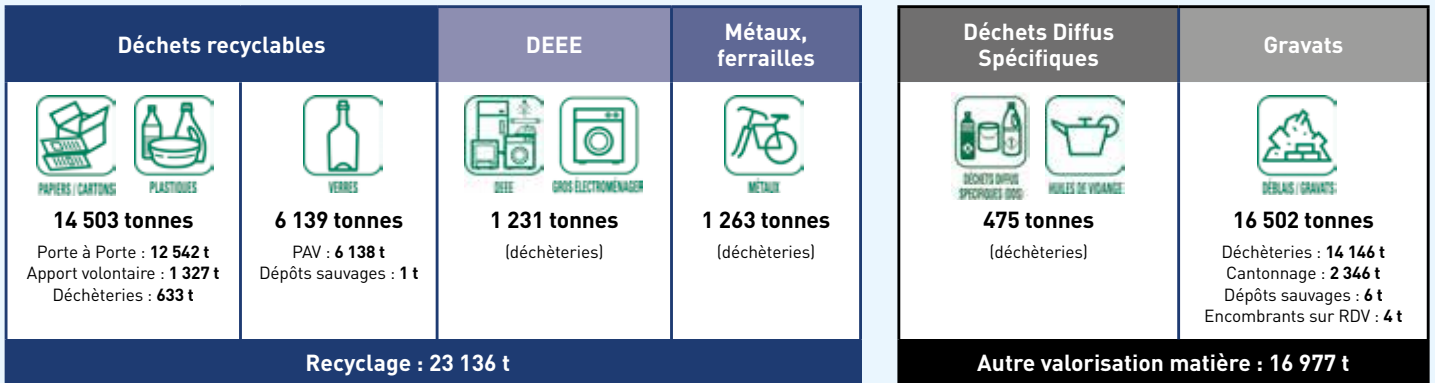 Déchets recyclables
DEEE
Métaux,
ferrailles
PAPIERS / CARTONS
PLASTIQUES
VERRES
DEEE
GROS ÉLECTROMÉNAGER
MÉTAUX
14 503 tonnes
Porte à Porte : 12 542 t
Apport volontaire : 1 327 t
Déchèteries : 633 t
6 139 tonnes
PAV : 6 138 t
Dépôts sauvages : 1 t
1 231 tonnes
(déchèteries)
1 263 tonnes
(déchèteries)
Recyclage : 23 136 t
Déchets Diffus
Spécifiques
Gravats
DÉCHETS DIFFUS
SPECIFIQUES (DDS)
HUILES DE VIDANGE
DÉBLAIS / GRAVATS
475 tonnes
(déchèteries)
16 502 tonnes
Déchèteries : 14 146 t
Cantonnage : 2 346 t
Dépôts sauvages : 6 t
Encombrants sur RDV : 4 t
Autre valorisation matière : 16 977 t